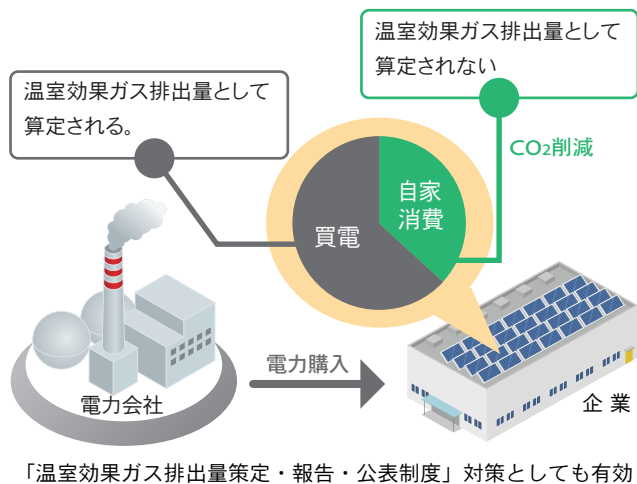 温室効果ガス排出量として
算定されない
温室効果ガス排出量として
算定される。
CO2削減
自家
消費
買電
電力購入
電力会社
企業
「温室効果ガス排出量策定・報告・公表制度」対策としても有効